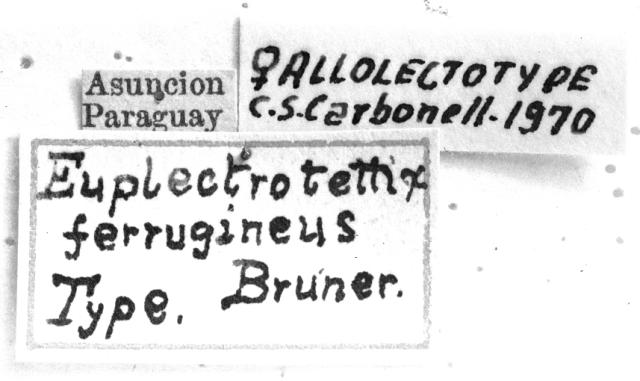 ♀ ALLOLECTOTYPE
C.S. Carbonell-1970
Asuncion
Paraguay
Euplectrotettix
ferrugineus
Type. Bruner.